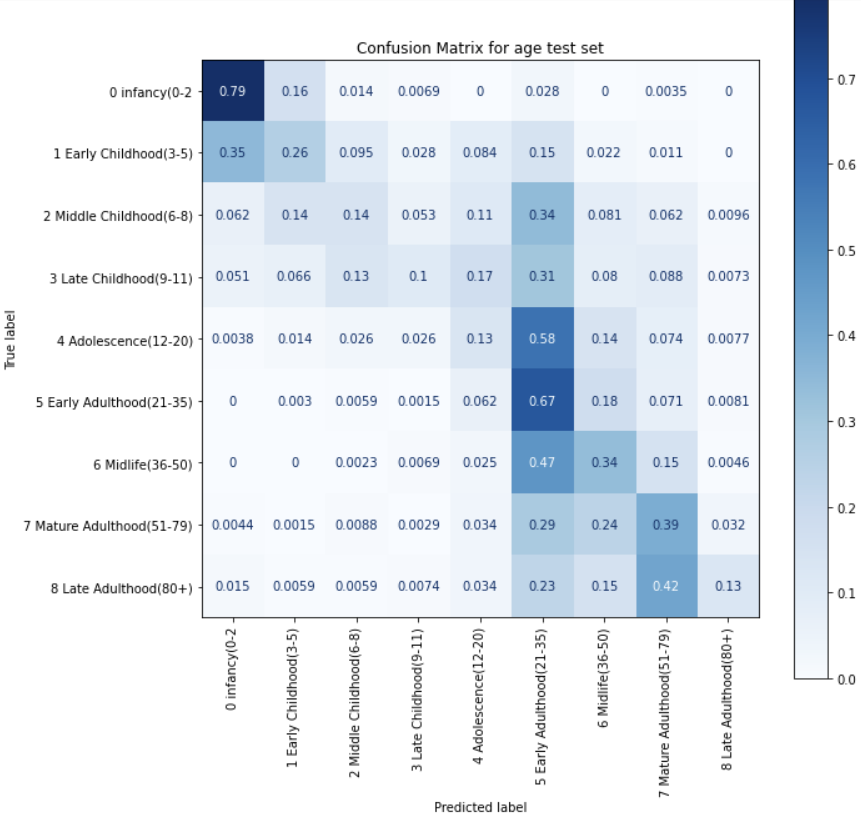 Confusion Matrix for age test set
0 infancy(0-2 0.79 0.16 0.014 0.0069 0 0.028 0 0.0035 0
1 Early Childhood(3-5) 0.35 0.26 0.095 0.028 0.084 0.15 0.022 0.011 0
2 Middle Childhood(6-8) 0.062 0.14 0.14 0.053 0.11 0.34 0.081 0.062 0.0096
3 Late Childhood(9-11) 0.051 0.066 0.13 0.1 0.17 0.31 0.08 0.088 0.0073
4 Adolescence(12-20) 0.0038 0.014 0.026 0.026 0.13 0.58 0.14 0.074 0.0077
5 Early Adulthood(21-35) 0 0.003 0.0059 0.0015 0.062 0.67 0.18 0.071 0.0081
6 Midlife(36-50) 0 0 0.0023 0.0069 0.025 0.47 0.34 0.15 0.0046
7 Mature Adulthood(51-79) 0.0044 0.0015 0.0088 0.0029 0.034 0.29 0.24 0.39 0.032
8 Late Adulthood(80+) 0.015 0.0059 0.0059 0.0074 0.034 0.23 0.15 0.42 0.13
True label
0 infancy(0-2
1 Early Childhood(3-5)
2 Middle Childhood(6-8)
3 Late Childhood(9-11)
4 Adolescence(12-20)
5 Early Adulthood(21-35)
6 Midlife(36-50)
7 Mature Adulthood(51-79)
8 Late Adulthood(80+)
Predicted label
0.7
0.6
0.5
0.4
0.3
0.2
0.1
0.0